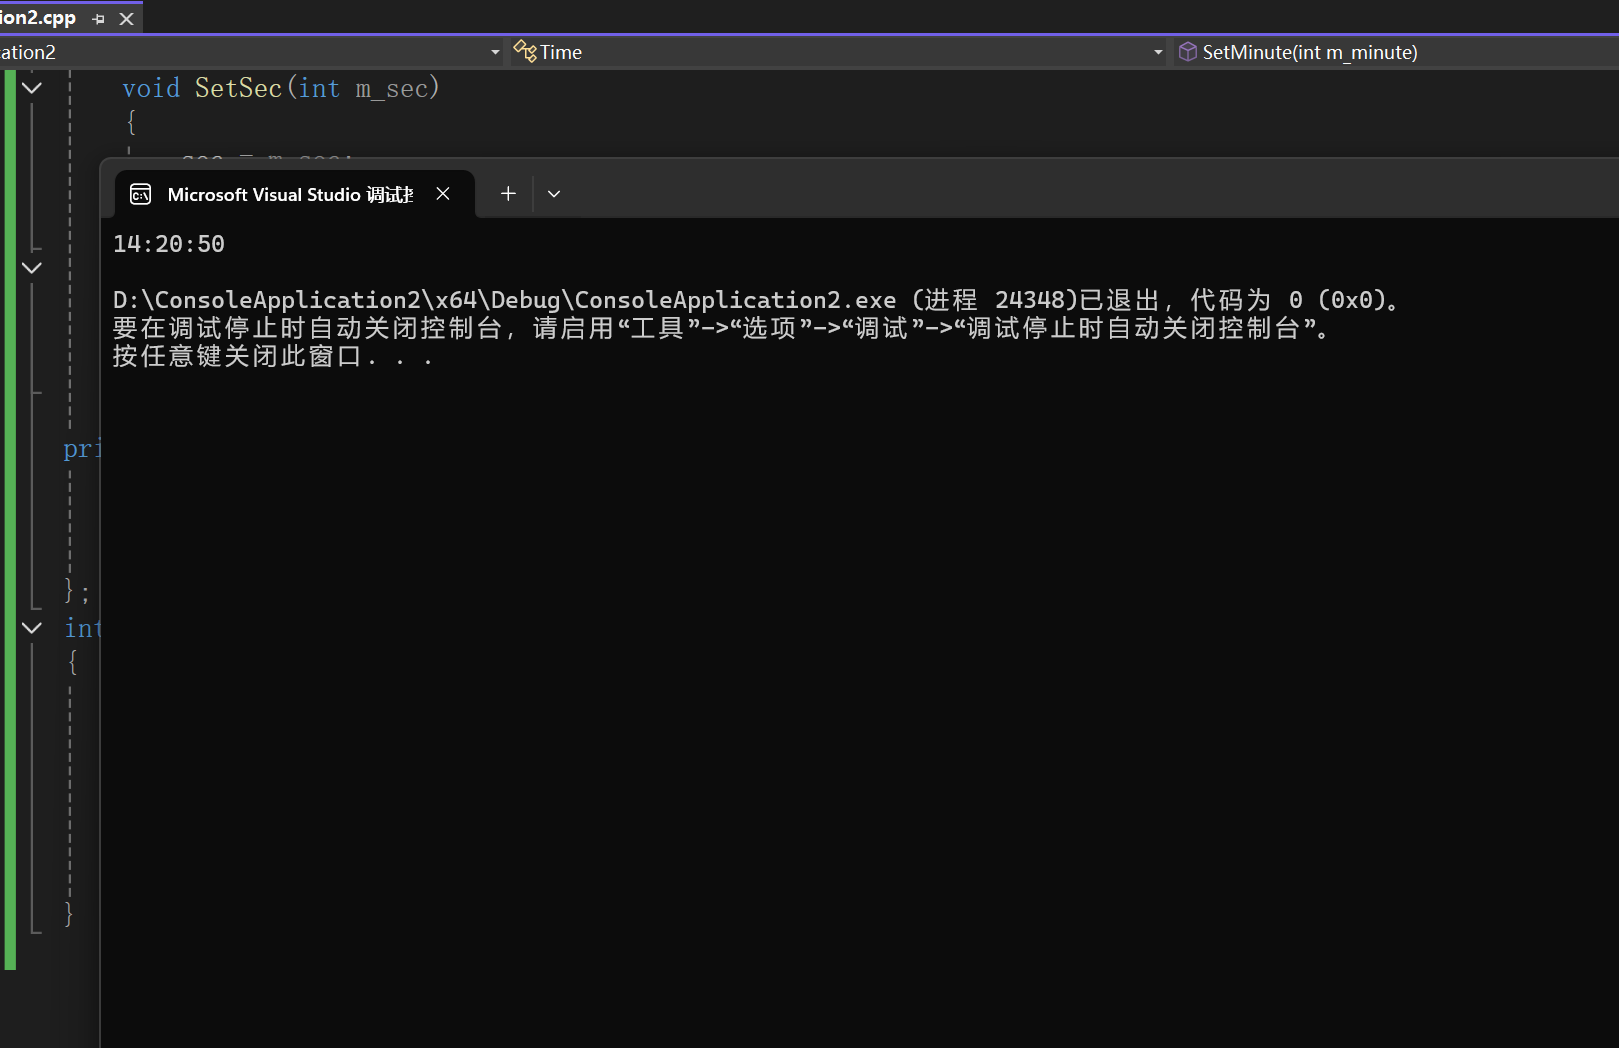 ion2.cpp
cation2
Time
SetMinute(int m_minute)
void SetSec(int m_sec)
{
Microsoft Visual Studio 调试
14:20:50
D:\ConsoleApplication2\x64\Debug\ConsoleApplication2.exe (进程 24348)已退出，代码为 0 (0x0)。
要在调试停止时自动关闭控制台，请启用“工具”->“选项”->“调试”->“调试停止时自动关闭控制台”。
按任意键关闭此窗口. . .
pri
};
int
{
}